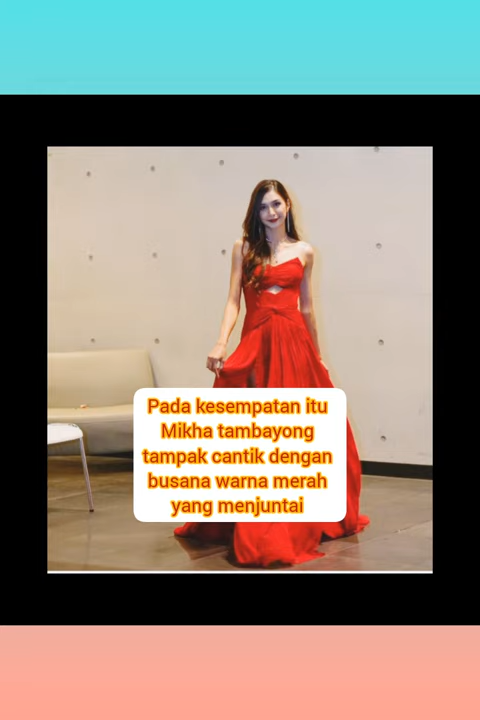 Pada kesempatan itu
Mikha tambayong
tampak cantik dengan
busana warna merah
yang menjuntai